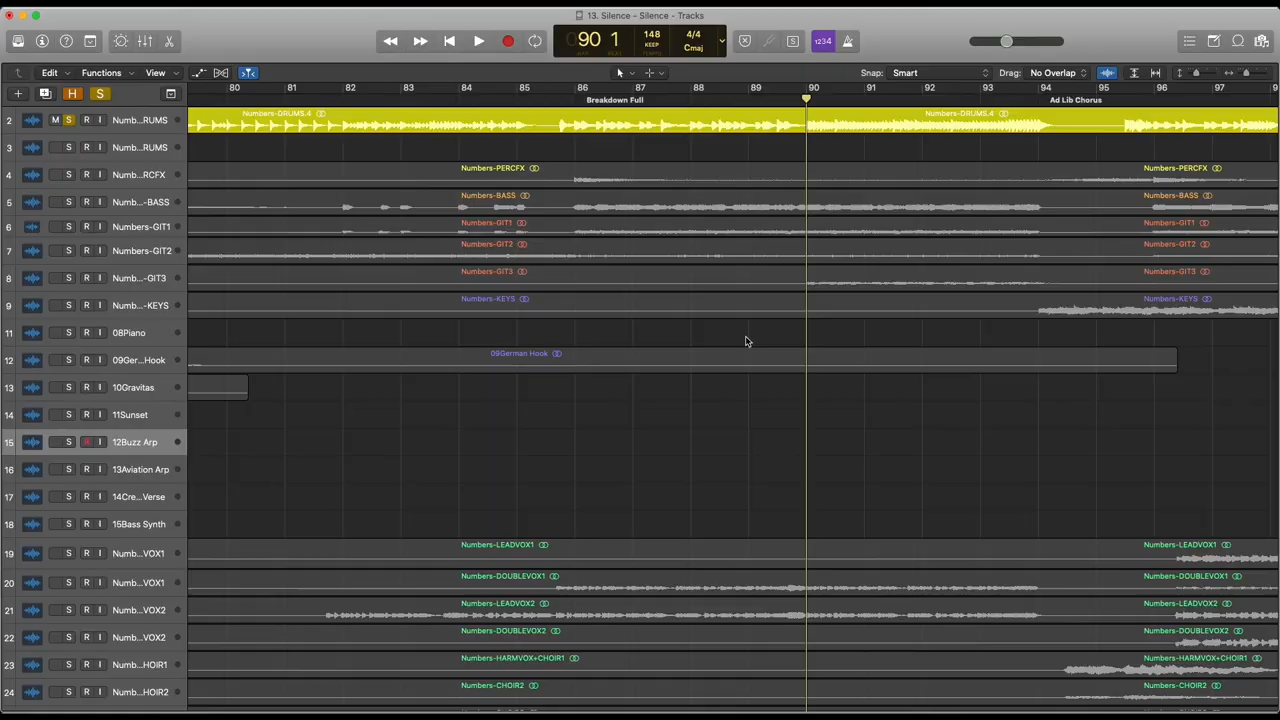 13. Silence - Silence - Tracks
90 1
148
KEEP
TEMPO
4/4
Cmaj
1234
Edit
Functions
View
Snap: Smart
Drag: No Overlap
H
S
80 81 82 83 84 85 86 87 88 89 90 91 92 93 94 95 96 97 9
Breakdown Full
Ad Lib Chorus
2 M S R I Numb...RUMS
Numbers-DRUMS.4
Numbers-DRUMS.4
3 S R I Numb...RUMS
4 S R I Numb...RCFX
Numbers-PERCFX
Numbers-PERCFX
5 S R I Numb...-BASS
Numbers-BASS
Numbers-BASS
6 S R I Numbers-GIT1
Numbers-GIT1
Numbers-GIT1
7 S R I Numbers-GIT2
Numbers-GIT2
Numbers-GIT2
8 S R I Numb...-GIT3
Numbers-GIT3
Numbers-GIT3
9 S R I Numb...-KEYS
Numbers-KEYS
Numbers-KEYS
11 S R I 08Piano
12 S R I 09Ger...Hook
09German Hook
13 S R I 10Gravitas
14 S R I 11Sunset
15 S R I 12Buzz Arp
16 S R I 13Aviation Arp
17 S R I 14Cre...Verse
18 S R I 15Bass Synth
19 S R I Numb...VOX1
Numbers-LEADVOX1
Numbers-LEADVOX1
20 S R I Numb...VOX1
Numbers-DOUBLEVOX1
Numbers-DOUBLEVOX1
21 S R I Numb...VOX2
Numbers-LEADVOX2
Numbers-LEADVOX2
22 S R I Numb...VOX2
Numbers-DOUBLEVOX2
Numbers-DOUBLEVOX2
23 S R I Numb...HOIR1
Numbers-HARMVOX+CHOIR1
Numbers-HARMVOX+CHOIR1
24 S R I Numb...HOIR2
Numbers-CHOIR2
Numbers-CHOIR2